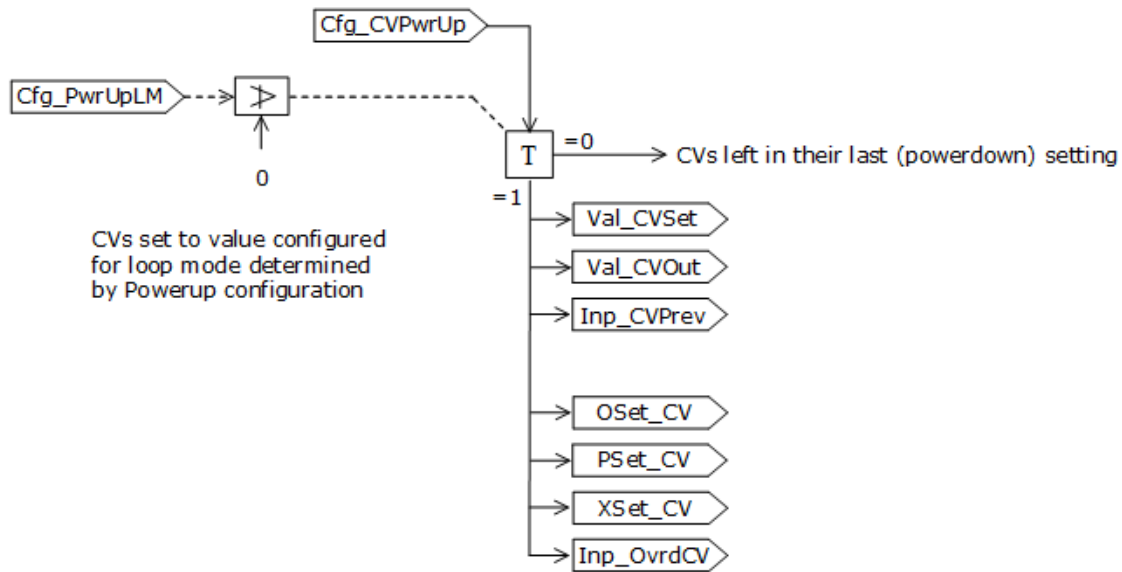 Cfg_CVPwrUp
Cfg_PwrUpLM
>
0
T
=0
CVs left in their last (powerdown) setting
=1
CVs set to value configured
for loop mode determined
by Powerup configuration
Val_CVSet
Val_CVOut
Inp_CVPrev
OSet_CV
PSet_CV
XSet_CV
Inp_OvrdCV